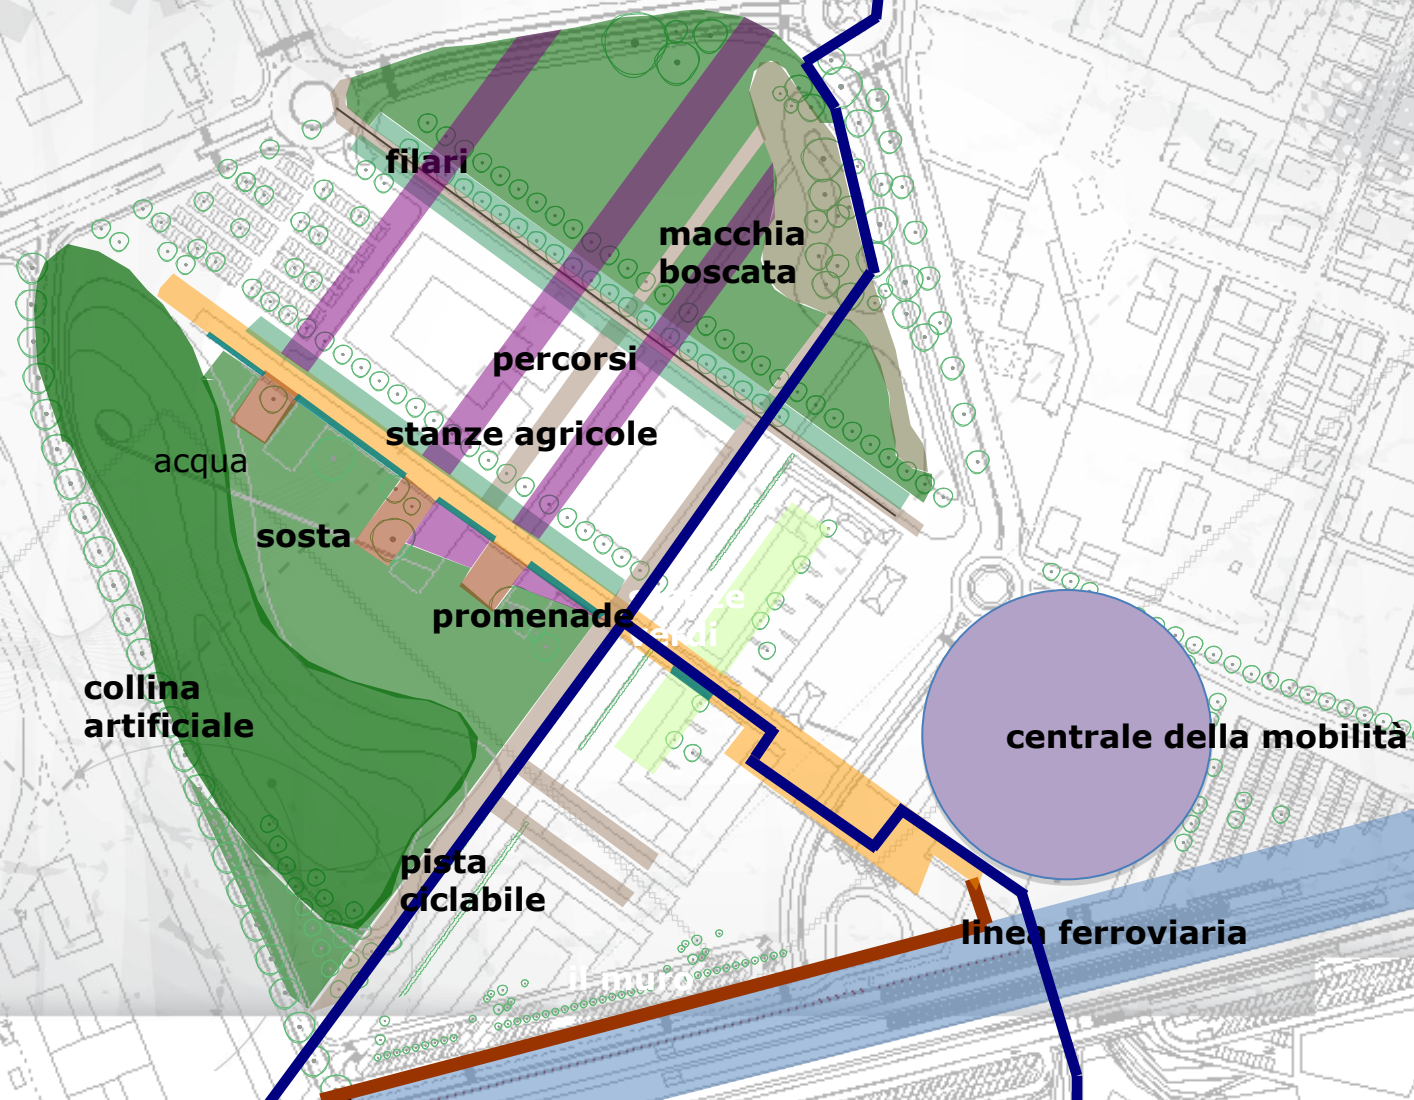 filari
macchia
boscata
percorsi
stanze agricole
acqua
sosta
promenade
collina
artificiale
centrale della mobilità
pista
ciclabile
linea ferroviaria
il muro